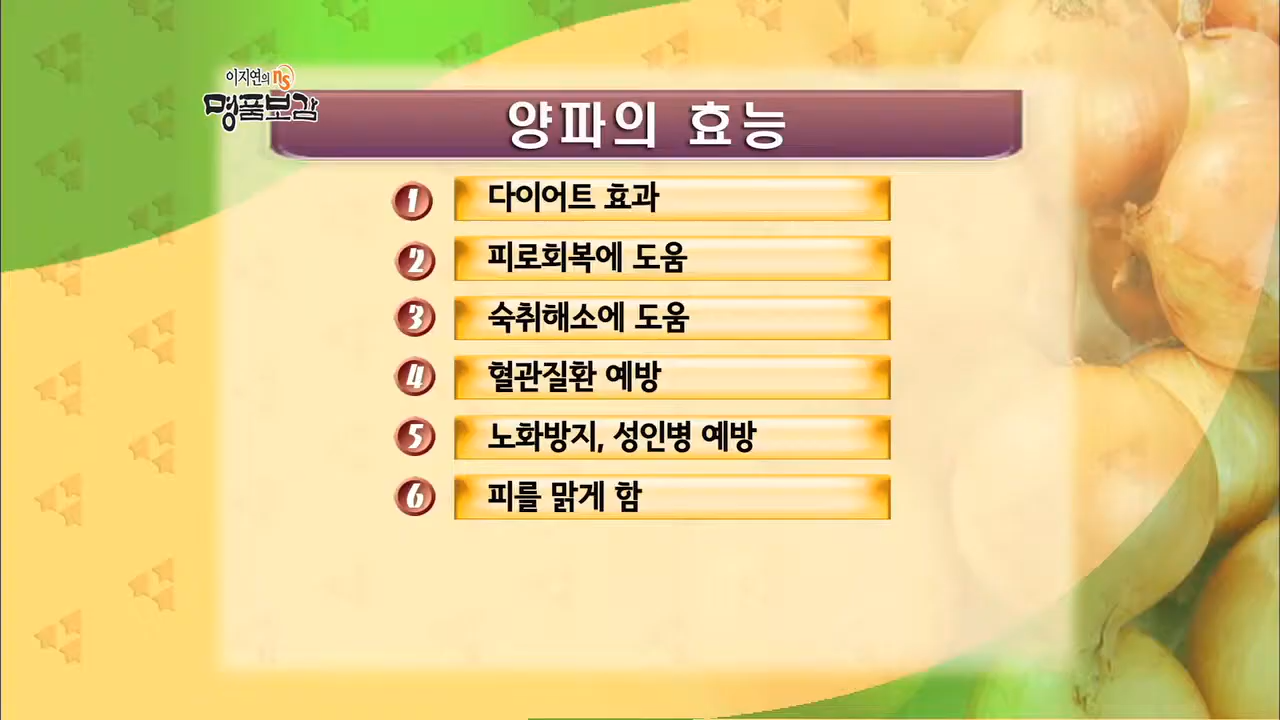 이지연의 ns
명품보감
양파의 효능
1 다이어트 효과
2 피로회복에 도움
3 숙취해소에 도움
4 혈관질환 예방
5 노화방지, 성인병 예방
6 피를 맑게 함